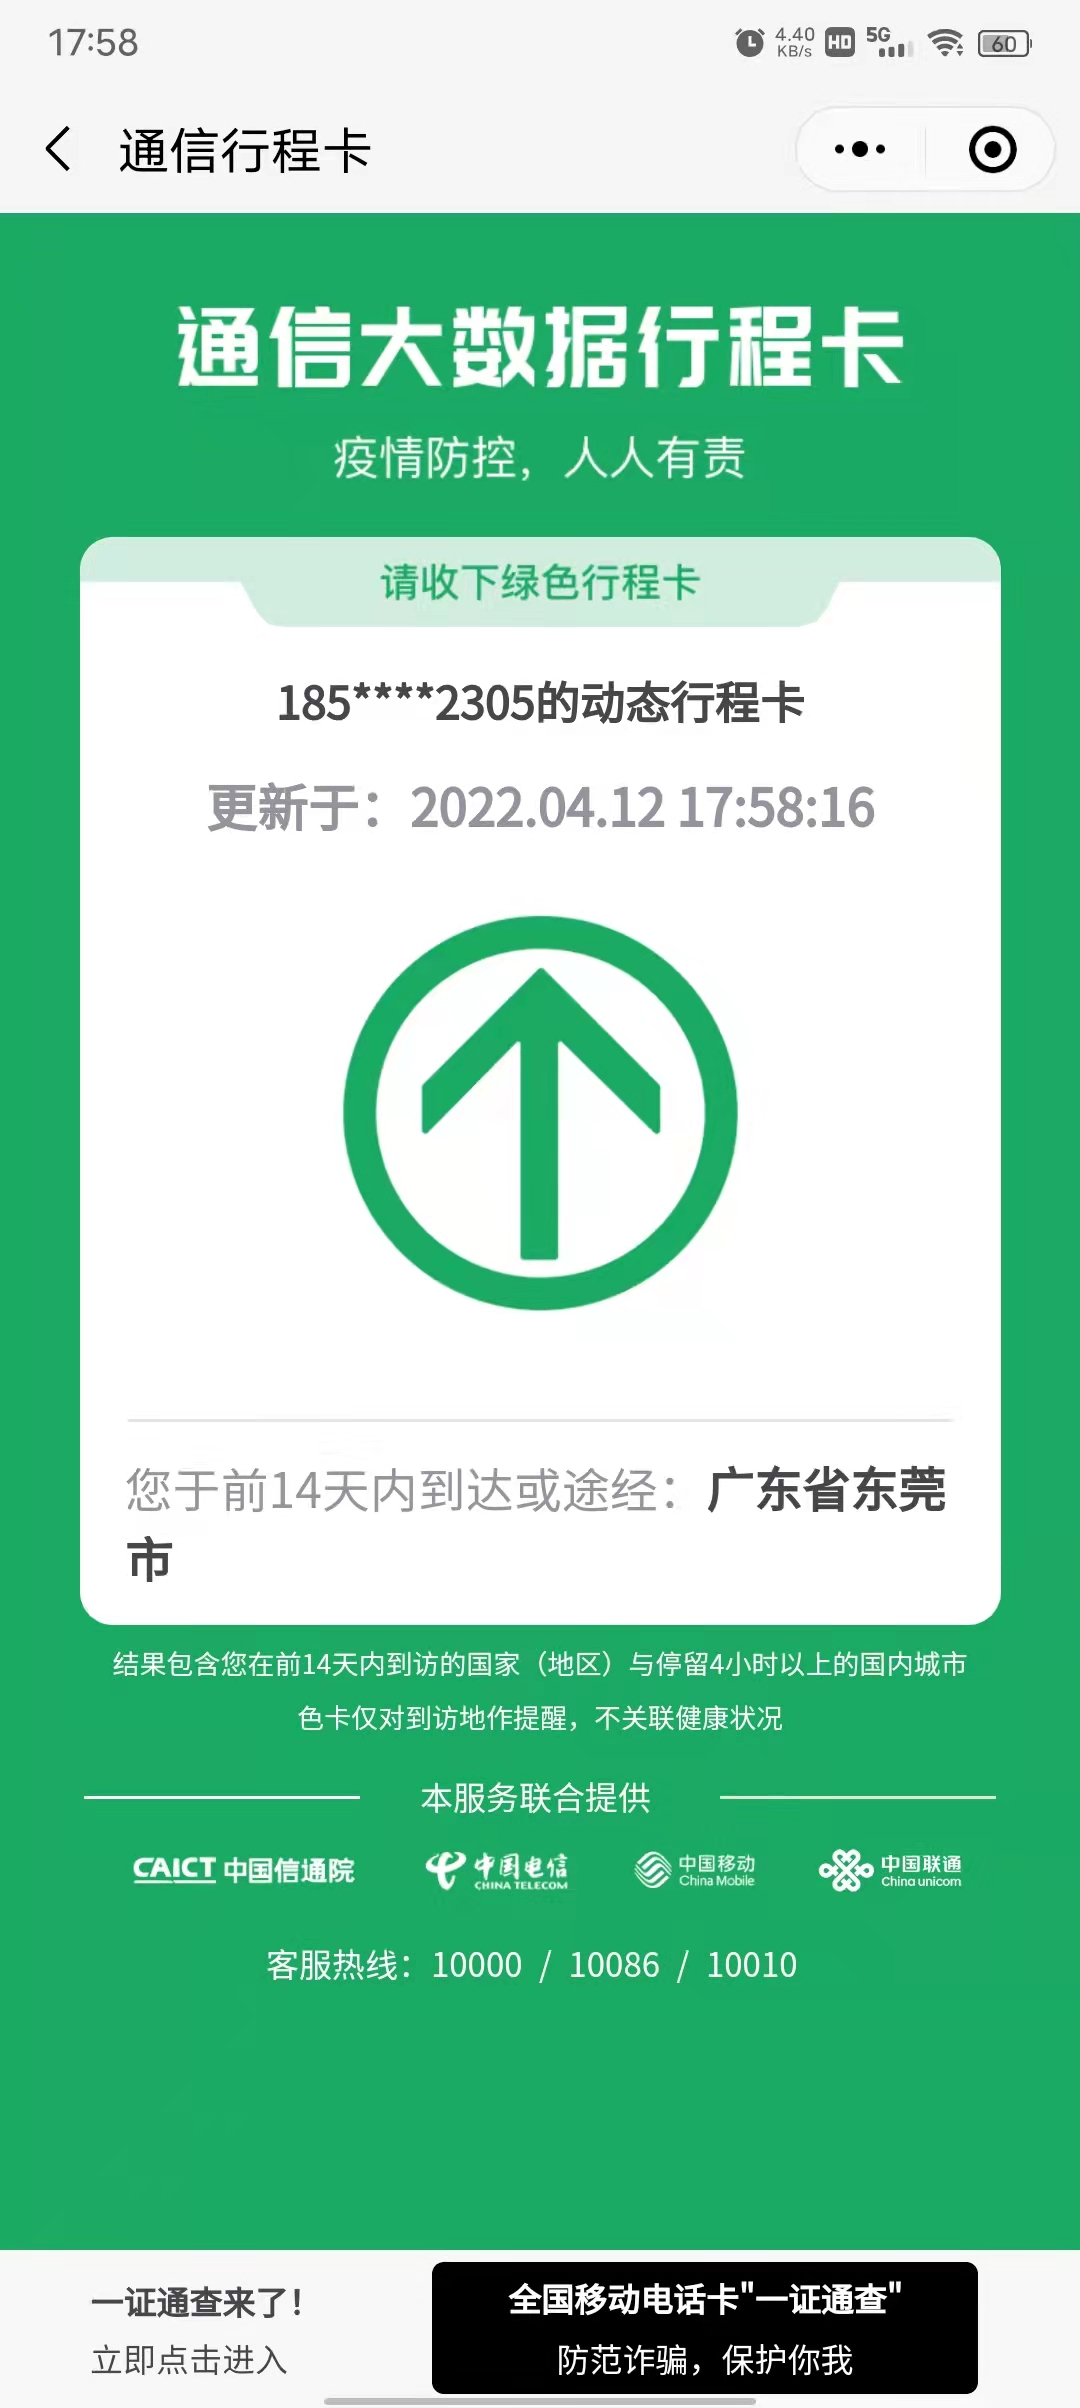 17:58
4.40
KB/s
HD
5G
60
通信行程卡
通信大数据行程卡
疫情防控，人人有责
请收下绿色行程卡
185****2305的动态行程卡
更新于：2022.04.12 17:58:16
您于前14天内到达或途经：广东省东莞
市
结果包含您在前14天内到访的国家（地区）与停留4小时以上的国内城市
色卡仅对到访地作提醒，不关联健康状况
本服务联合提供
CAICT 中国信通院
中国电信
CHINA TELECOM
中国移动
China Mobile
中国联通
China unicom
客服热线：10000 / 10086 / 10010
一证通查来了！
立即点击进入
全国移动电话卡"一证通查"
防范诈骗，保护你我